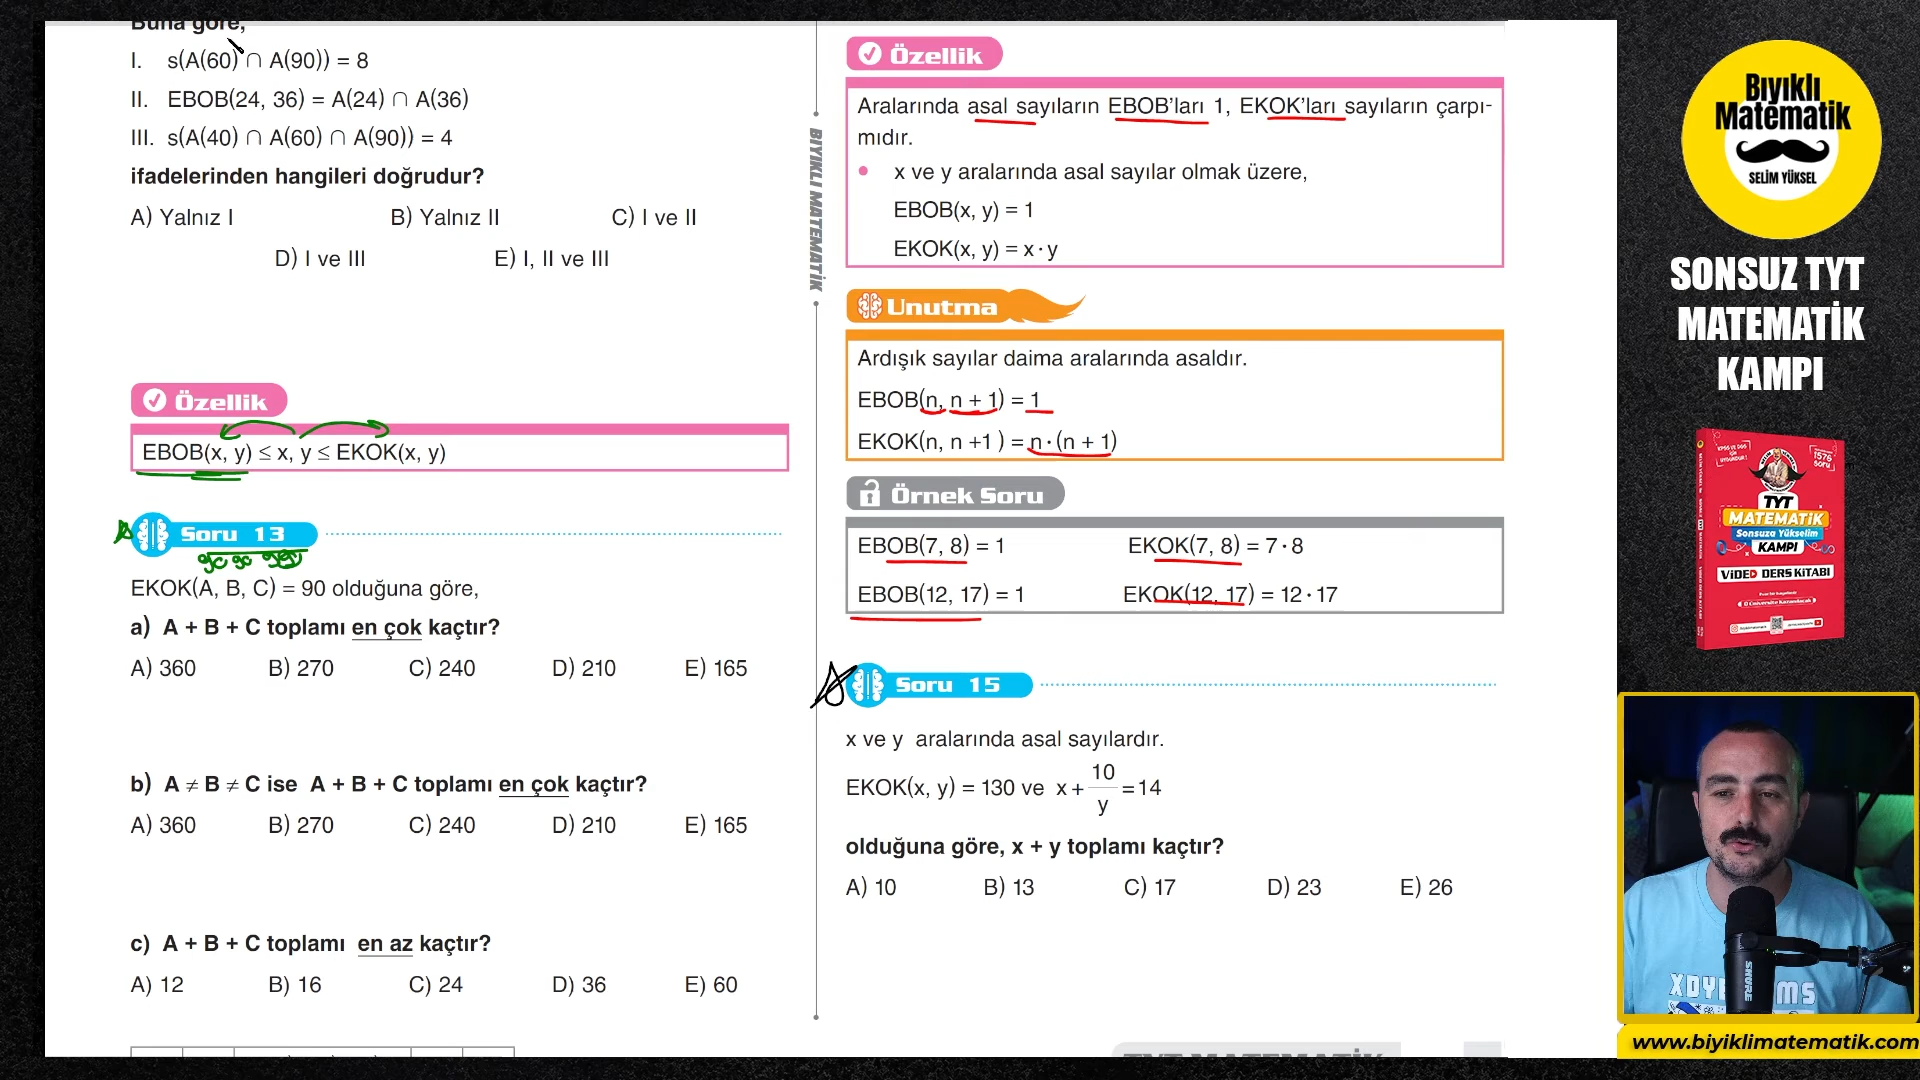 Buna göre,
I. s(A(60) ∩ A(90)) = 8
II. EBOB(24, 36) = A(24) ∩ A(36)
III. s(A(40) ∩ A(60) ∩ A(90)) = 4
ifadelerinden hangileri doğrudur?
A) Yalnız I B) Yalnız II C) I ve II
D) I ve III E) I, II ve III
Özellik
EBOB(x, y) ≤ x, y ≤ EKOK(x, y)
Soru 13
EKOK(A, B, C) = 90 olduğuna göre,
a) A + B + C toplamı en çok kaçtır?
A) 360 B) 270 C) 240 D) 210 E) 165
b) A ≠ B ≠ C ise A + B + C toplamı en çok kaçtır?
A) 360 B) 270 C) 240 D) 210 E) 165
c) A + B + C toplamı en az kaçtır?
A) 12 B) 16 C) 24 D) 36 E) 60
BIYIKLI MATEMATİK
Özellik
Aralarında asal sayıların EBOB'ları 1, EKOK'ları sayıların çarpı-
mıdır.
• x ve y aralarında asal sayılar olmak üzere,
EBOB(x, y) = 1
EKOK(x, y) = x · y
Unutma
Ardışık sayılar daima aralarında asaldır.
EBOB(n, n + 1) = 1
EKOK(n, n +1 ) = n · (n + 1)
Örnek Soru
EBOB(7, 8) = 1 EKOK(7, 8) = 7 · 8
EBOB(12, 17) = 1 EKOK(12, 17) = 12 · 17
Soru 15
x ve y aralarında asal sayılardır.
EKOK(x, y) = 130 ve x + 10/y = 14
olduğuna göre, x + y toplamı kaçtır?
A) 10 B) 13 C) 17 D) 23 E) 26
TYT MATEMATİK
Bıyıklı
Matematik
SELİM YÜKSEL
SONSUZ TYT
MATEMATİK
KAMPI
1576
soru
TYT
MATEMATİK
Sonsuza Yükselim
KAMPI
VİDEO DERS KİTABI
SHURE
www.biyiklimatematik.com